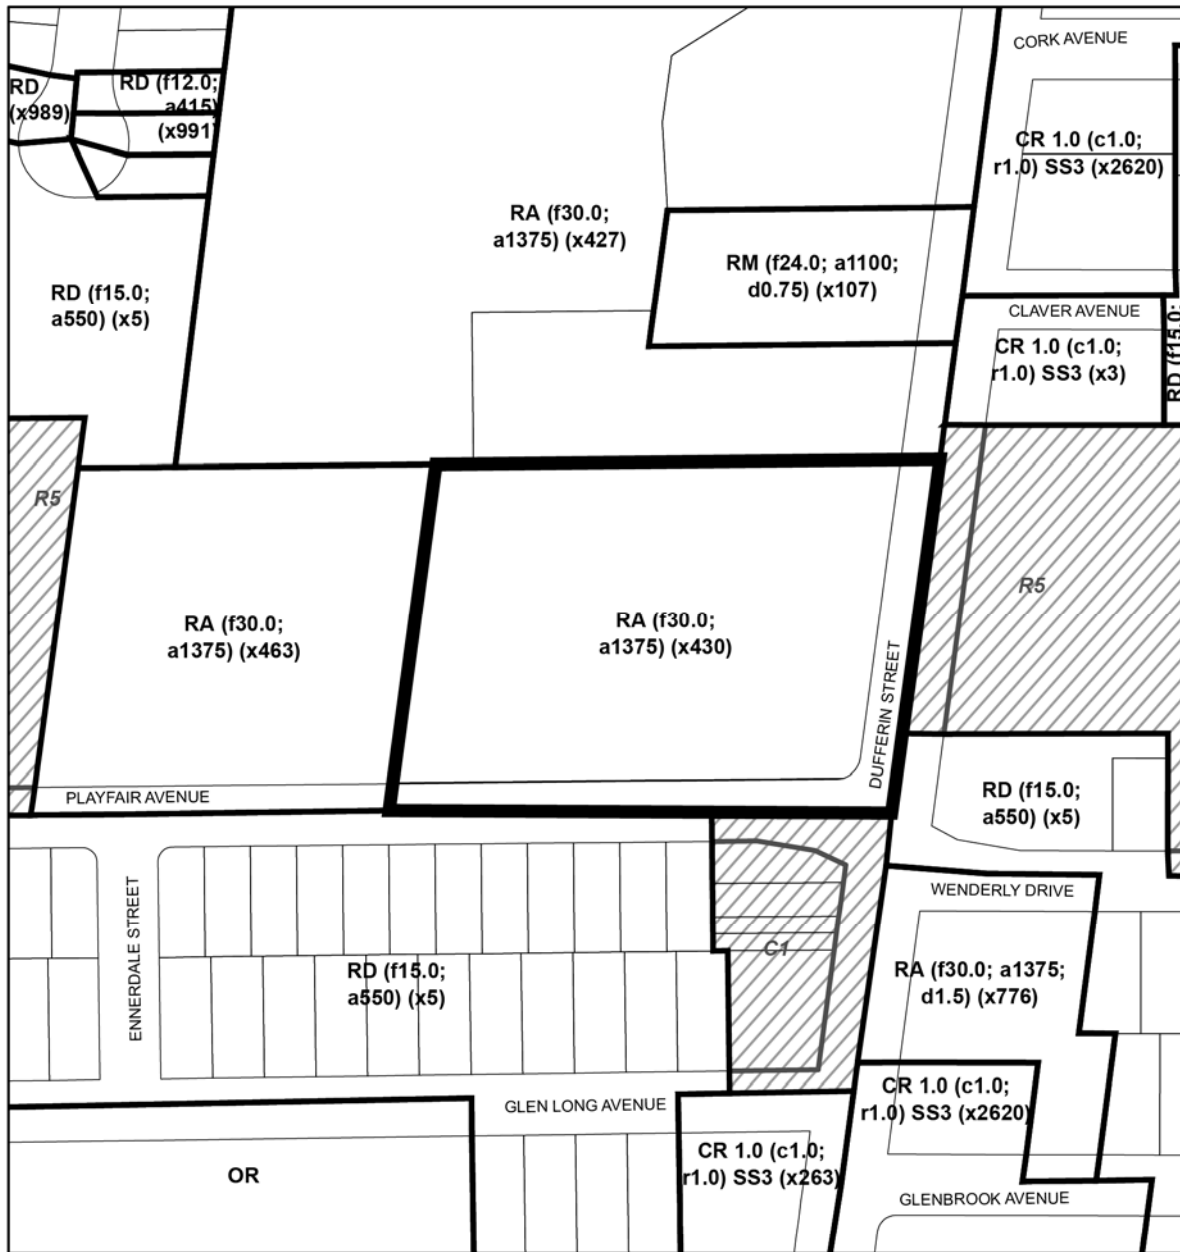 CORK AVENUE
RD
(x989)
RD (f12.0;
a415)
(x991)
CR 1.0 (c1.0;
r1.0) SS3 (x2620)
RA (f30.0;
a1375) (x427)
RM (f24.0; a1100;
d0.75) (x107)
RD (f15.0;
a550) (x5)
CLAVER AVENUE
CR 1.0 (c1.0;
r1.0) SS3 (x3)
RD (f15.0;
R5
R5
RA (f30.0;
a1375) (x463)
RA (f30.0;
a1375) (x430)
DUFFERIN STREET
PLAYFAIR AVENUE
RD (f15.0;
a550) (x5)
WENDERLY DRIVE
ENNERDALE STREET
C1
RD (f15.0;
a550) (x5)
RA (f30.0; a1375;
d1.5) (x776)
GLEN LONG AVENUE
CR 1.0 (c1.0;
r1.0) SS3 (x2620)
CR 1.0 (c1.0;
r1.0) SS3 (x263)
OR
GLENBROOK AVENUE